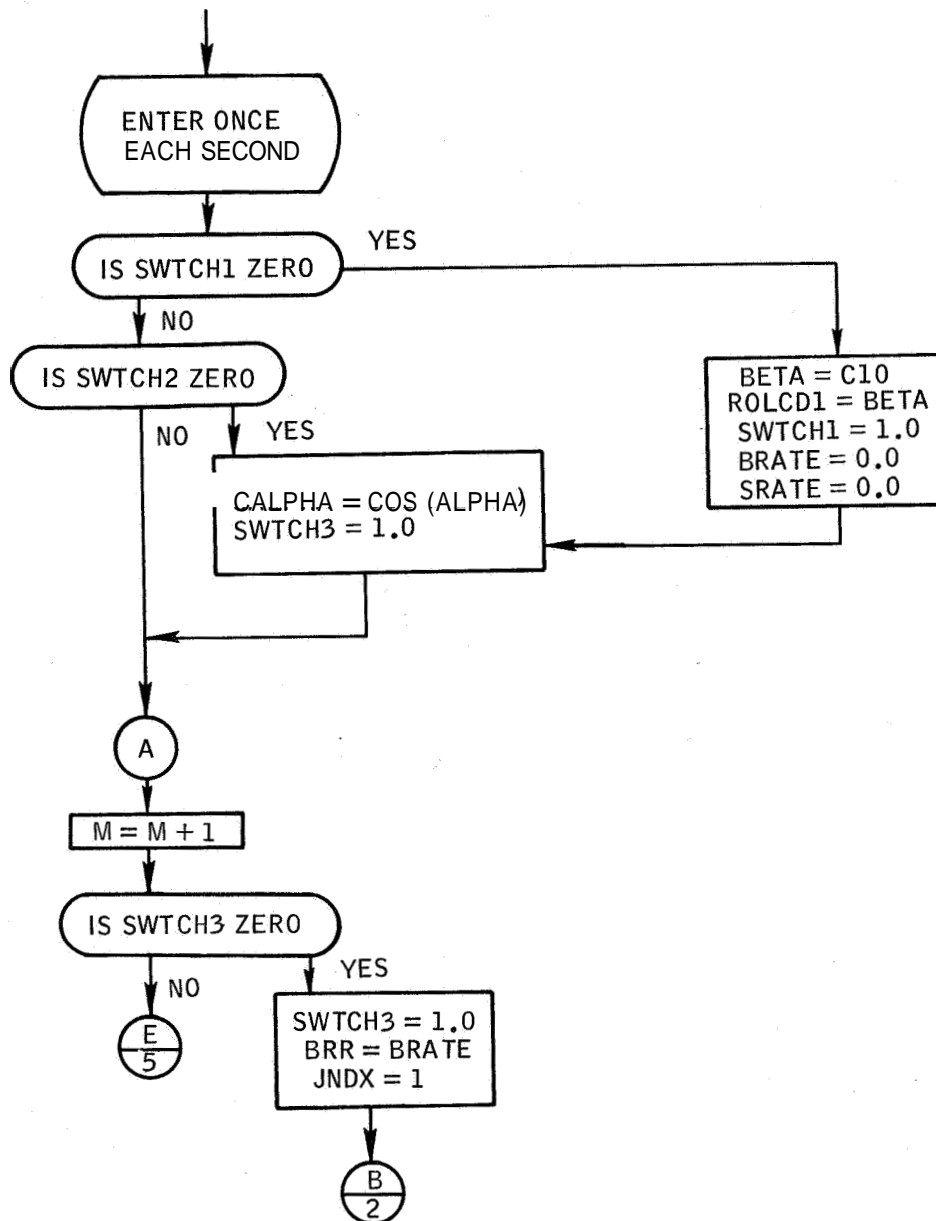 ENTER ONCE
EACH SECOND
IS SWTCH1 ZERO
YES
NO
IS SWTCH2 ZERO
NO
YES
BETA = C10
ROLCD1 = BETA
SWTCH1 = 1.0
BRATE = 0.0
SRATE = 0.0
CALPHA = COS (ALPHA)
SWTCH3 = 1.0
A
M = M + 1
IS SWTCH3 ZERO
NO
YES
E
5
SWTCH3 = 1.0
BRR = BRATE
JNDX = 1
B
2